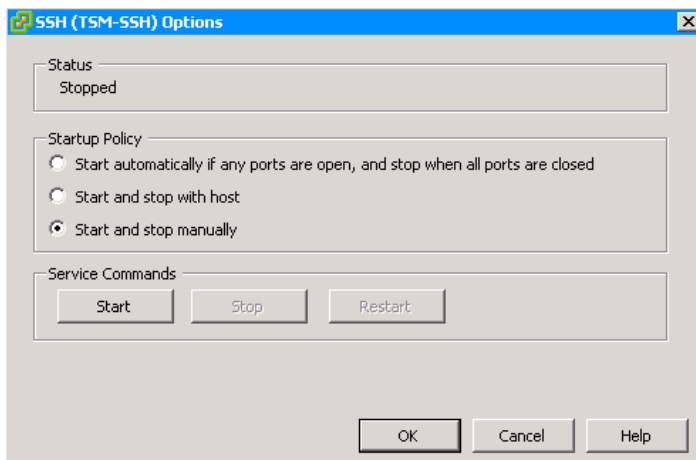 SSH (TSM-SSH) Options
Status
Stopped
Startup Policy
Start automatically if any ports are open, and stop when all ports are closed
Start and stop with host
Start and stop manually
Service Commands
Start Stop Restart
OK Cancel Help